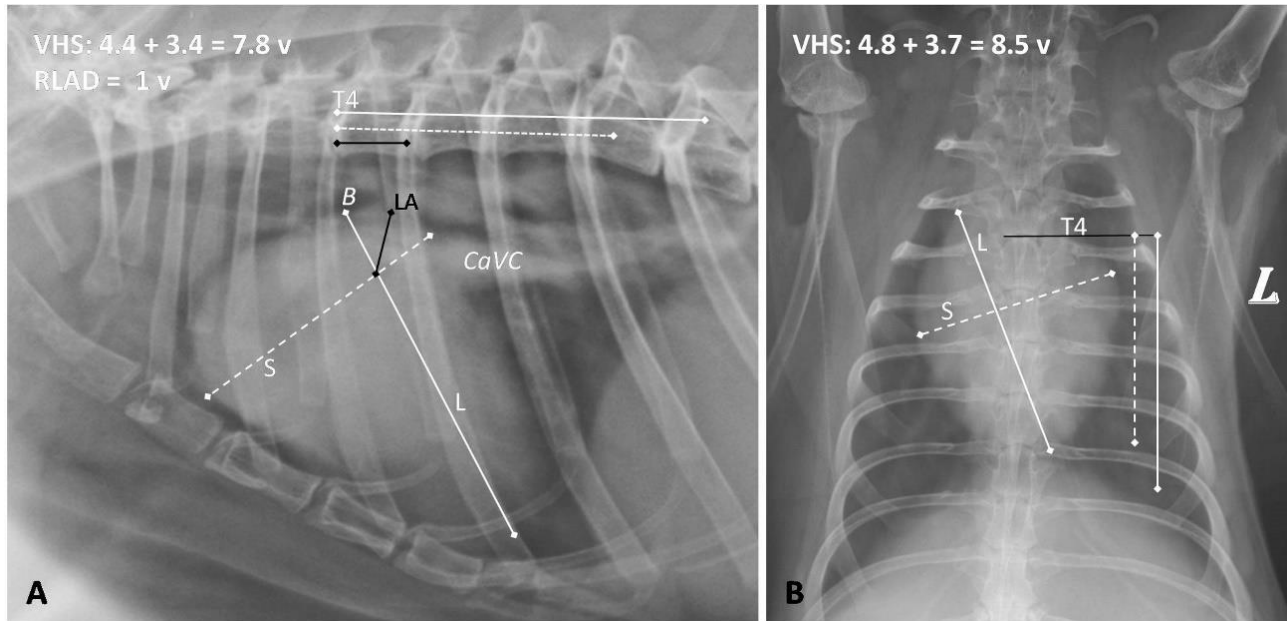 VHS: 4.4 + 3.4 = 7.8 v
RLAD = 1 v
T4
B
LA
CaVC
S
L
A
VHS: 4.8 + 3.7 = 8.5 v
T4
L
S
L
B